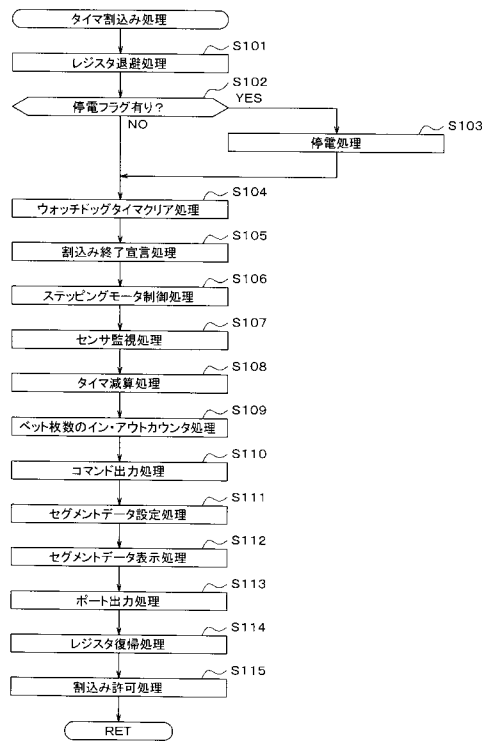 タイマ割込み処理
S101
レジスタ退避処理
S102
停電フラグ有り?
YES
NO
S103
停電処理
S104
ウォッチドッグタイマクリア処理
S105
割込み終了宣言処理
S106
ステッピングモータ制御処理
S107
センサ監視処理
S108
タイマ減算処理
S109
ベット枚数のイン・アウトカウンタ処理
S110
コマンド出力処理
S111
セグメントデータ設定処理
S112
セグメントデータ表示処理
S113
ポート出力処理
S114
レジスタ復帰処理
S115
割込み許可処理
RET